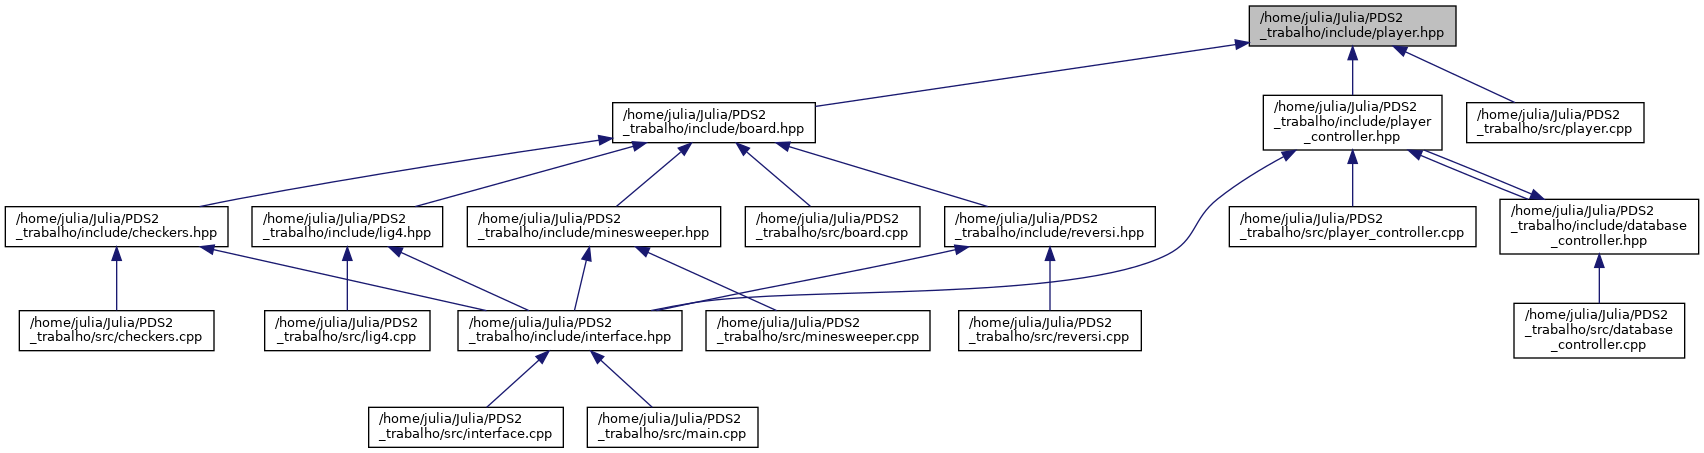 /home/julia/Julia/PDS2
_trabalho/include/player.hpp
/home/julia/Julia/PDS2
_trabalho/include/board.hpp
/home/julia/Julia/PDS2
_trabalho/include/player
_controller.hpp
/home/julia/Julia/PDS2
_trabalho/src/player.cpp
/home/julia/Julia/PDS2
_trabalho/include/checkers.hpp
/home/julia/Julia/PDS2
_trabalho/include/lig4.hpp
/home/julia/Julia/PDS2
_trabalho/include/minesweeper.hpp
/home/julia/Julia/PDS2
_trabalho/src/board.cpp
/home/julia/Julia/PDS2
_trabalho/include/reversi.hpp
/home/julia/Julia/PDS2
_trabalho/src/player_controller.cpp
/home/julia/Julia/PDS2
_trabalho/include/database
_controller.hpp
/home/julia/Julia/PDS2
_trabalho/src/checkers.cpp
/home/julia/Julia/PDS2
_trabalho/src/lig4.cpp
/home/julia/Julia/PDS2
_trabalho/include/interface.hpp
/home/julia/Julia/PDS2
_trabalho/src/minesweeper.cpp
/home/julia/Julia/PDS2
_trabalho/src/reversi.cpp
/home/julia/Julia/PDS2
_trabalho/src/database
_controller.cpp
/home/julia/Julia/PDS2
_trabalho/src/interface.cpp
/home/julia/Julia/PDS2
_trabalho/src/main.cpp